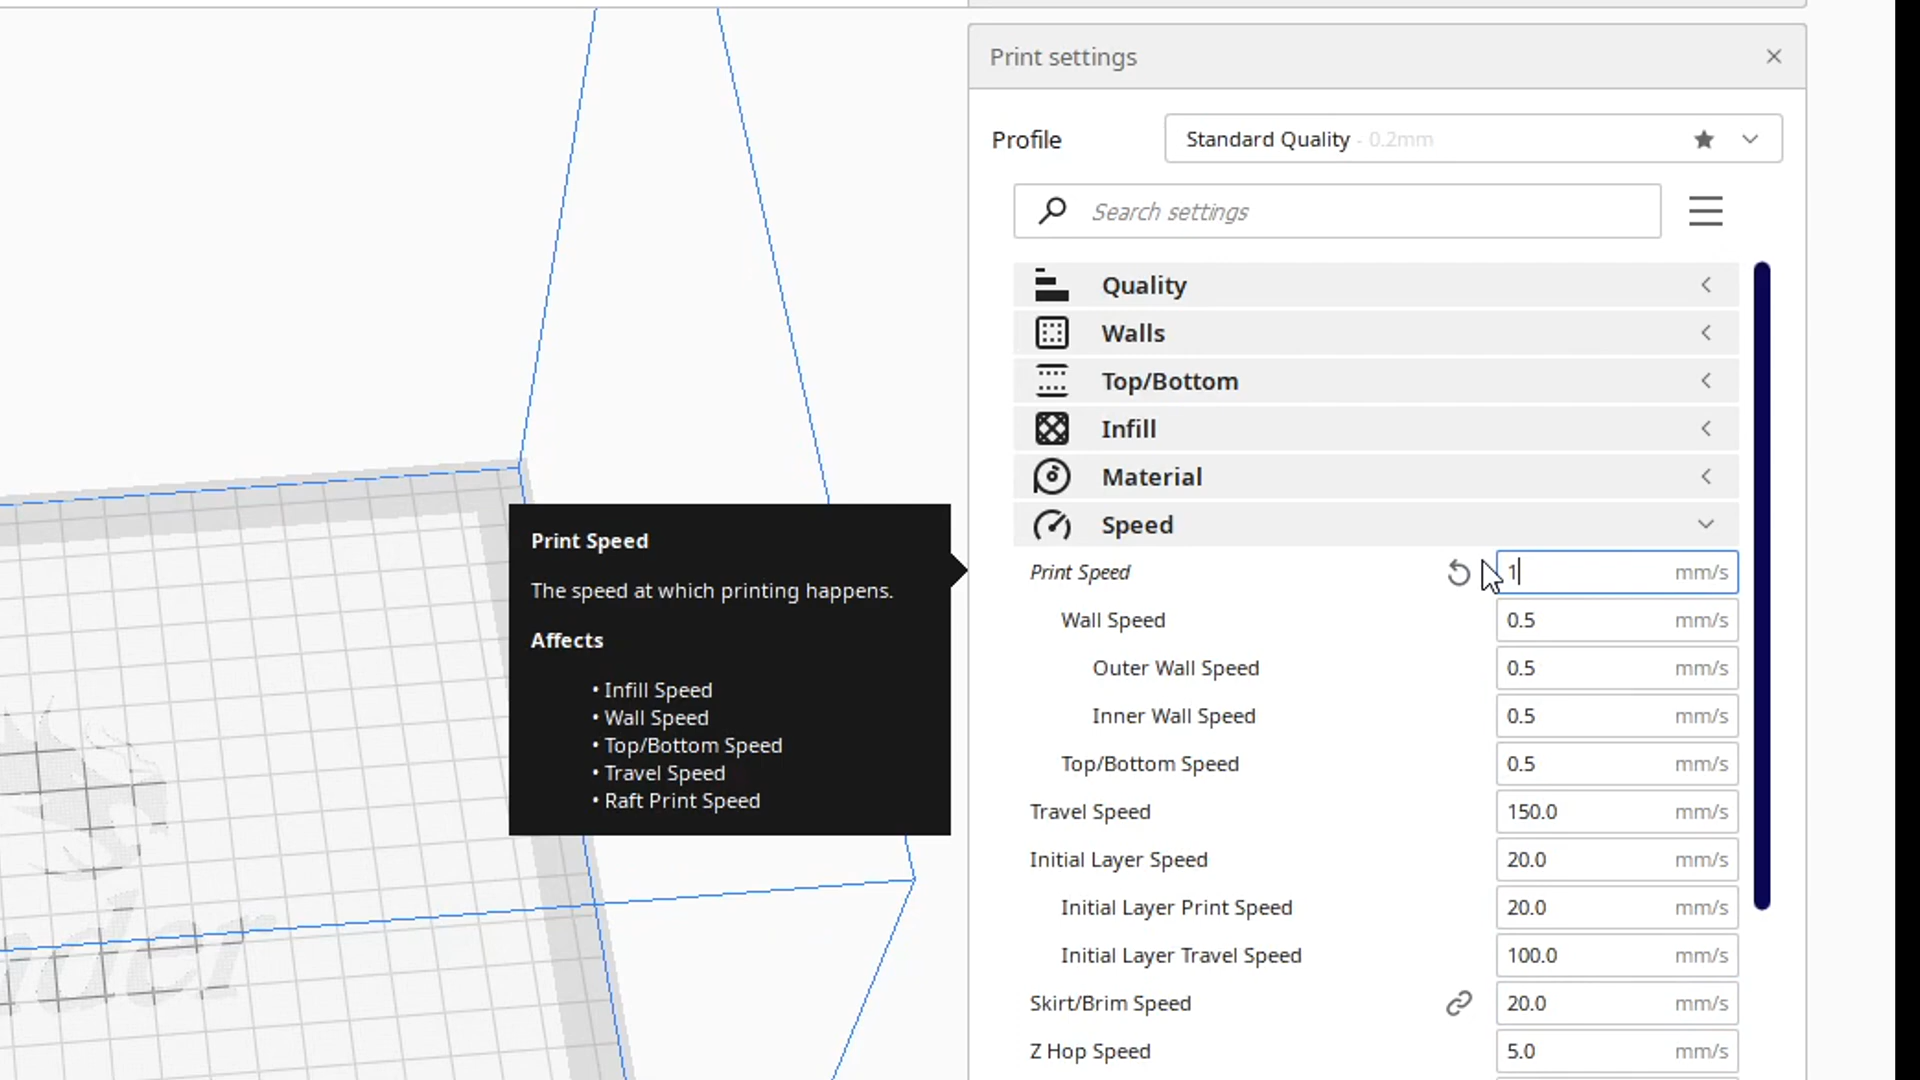 Print settings
Profile
Standard Quality - 0.2mm
Search settings
Quality
Walls
Top/Bottom
Infill
Material
Speed
Print Speed
1 mm/s
Wall Speed
0.5 mm/s
Outer Wall Speed
0.5 mm/s
Inner Wall Speed
0.5 mm/s
Top/Bottom Speed
0.5 mm/s
Travel Speed
150.0 mm/s
Initial Layer Speed
20.0 mm/s
Initial Layer Print Speed
20.0 mm/s
Initial Layer Travel Speed
100.0 mm/s
Skirt/Brim Speed
20.0 mm/s
Z Hop Speed
5.0 mm/s
Print Speed
The speed at which printing happens.
Affects
• Infill Speed
• Wall Speed
• Top/Bottom Speed
• Travel Speed
• Raft Print Speed
nder